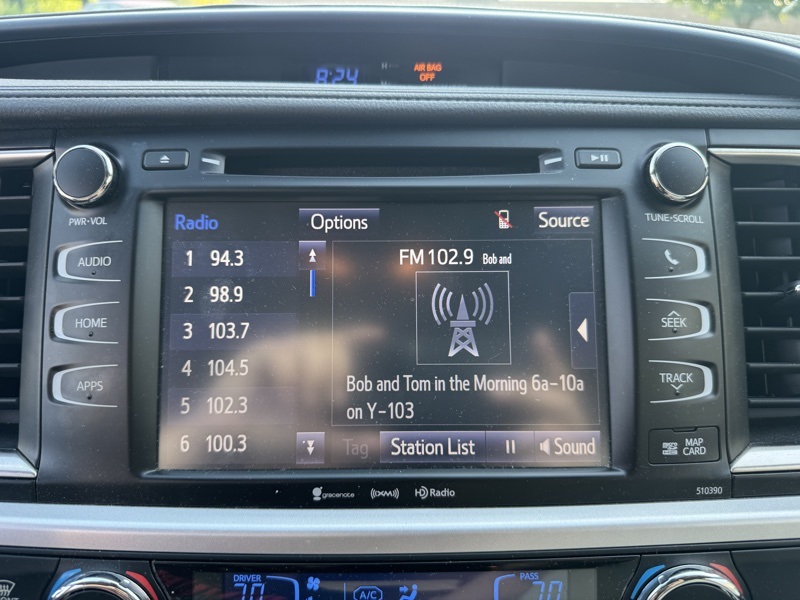 8:24
AIR BAG
OFF
PWR•VOL
TUNE•SCROLL
Radio
Options
Source
AUDIO
HOME
APPS
SEEK
TRACK
MAP
CARD
1 94.3
2 98.9
3 103.7
4 104.5
5 102.3
6 100.3
FM 102.9 Bob and
Bob and Tom in the Morning 6a-10a
on Y-103
Tag
Station List
Sound
gracenote
((XM))
HD Radio
510390
DRIVER
70
A/C
PASS
70